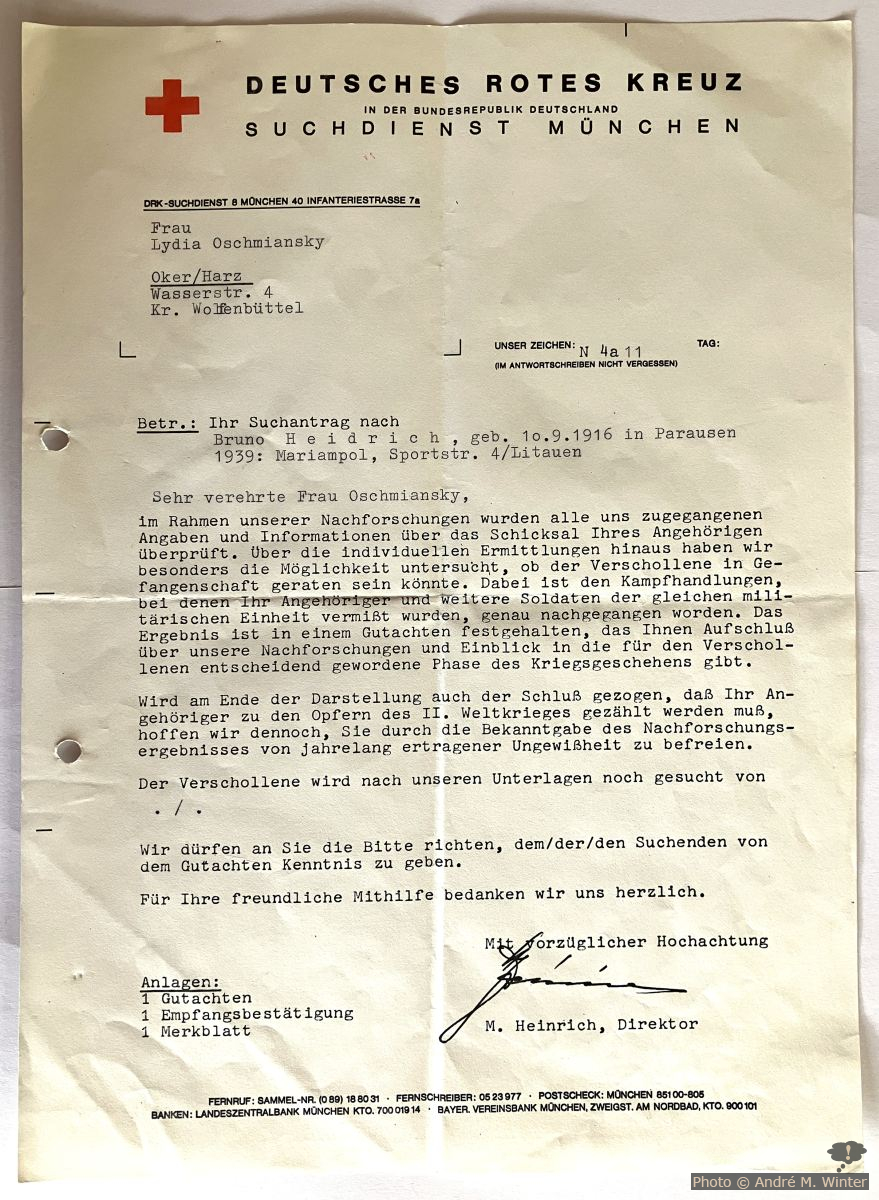 DEUTSCHES ROTES KREUZ
IN DER BUNDESREPUBLIK DEUTSCHLAND
SUCHDIENST MÜNCHEN
DRK-SUCHDIENST 8 MÜNCHEN 40 INFANTERIESTRASSE 7a
Frau
Lydia Oschmiansky
Oker/Harz
Wasserstr. 4
Kr. Wolfenbüttel
UNSER ZEICHEN: N 4a 11 TAG:
(IM ANTWORTSCHREIBEN NICHT VERGESSEN)
Betr.: Ihr Suchantrag nach
Bruno H e i d r i c h , geb. 1o.9.1916 in Parausen
1939: Mariampol, Sportstr. 4/Litauen
Sehr verehrte Frau Oschmiansky,
im Rahmen unserer Nachforschungen wurden alle uns zugegangenen
Angaben und Informationen über das Schicksal Ihres Angehörigen
überprüft. Über die individuellen Ermittlungen hinaus haben wir
besonders die Möglichkeit untersucht, ob der Verschollene in Ge-
fangenschaft geraten sein könnte. Dabei ist den Kampfhandlungen,
bei denen Ihr Angehöriger und weitere Soldaten der gleichen mili-
tärischen Einheit vermißt wurden, genau nachgegangen worden. Das
Ergebnis ist in einem Gutachten festgehalten, das Ihnen Aufschluß
über unsere Nachforschungen und Einblick in die für den Verschol-
lenen entscheidend gewordene Phase des Kriegsgeschehens gibt.
Wird am Ende der Darstellung auch der Schluß gezogen, daß Ihr An-
gehöriger zu den Opfern des II. Weltkrieges gezählt werden muß,
hoffen wir dennoch, Sie durch die Bekanntgabe des Nachforschungs-
ergebnisses von jahrelang ertragener Ungewißheit zu befreien.
Der Verschollene wird nach unseren Unterlagen noch gesucht von
. / .
Wir dürfen an Sie die Bitte richten, dem/der/den Suchenden von
dem Gutachten Kenntnis zu geben.
Für Ihre freundliche Mithilfe bedanken wir uns herzlich.
Mit vorzüglicher Hochachtung
M. Heinrich, Direktor
Anlagen:
1 Gutachten
1 Empfangsbestätigung
1 Merkblatt
FERNRUF: SAMMEL-NR. (0 89) 18 80 31 · FERNSCHREIBER: 05 23 977 · POSTSCHECK: MÜNCHEN 851 00-805
BANKEN: LANDESZENTRALBANK MÜNCHEN KTO. 700 019 14 · BAYER. VEREINSBANK MÜNCHEN, ZWEIGST. AM NORDBAD, KTO. 900 101
Photo © André M. Winter